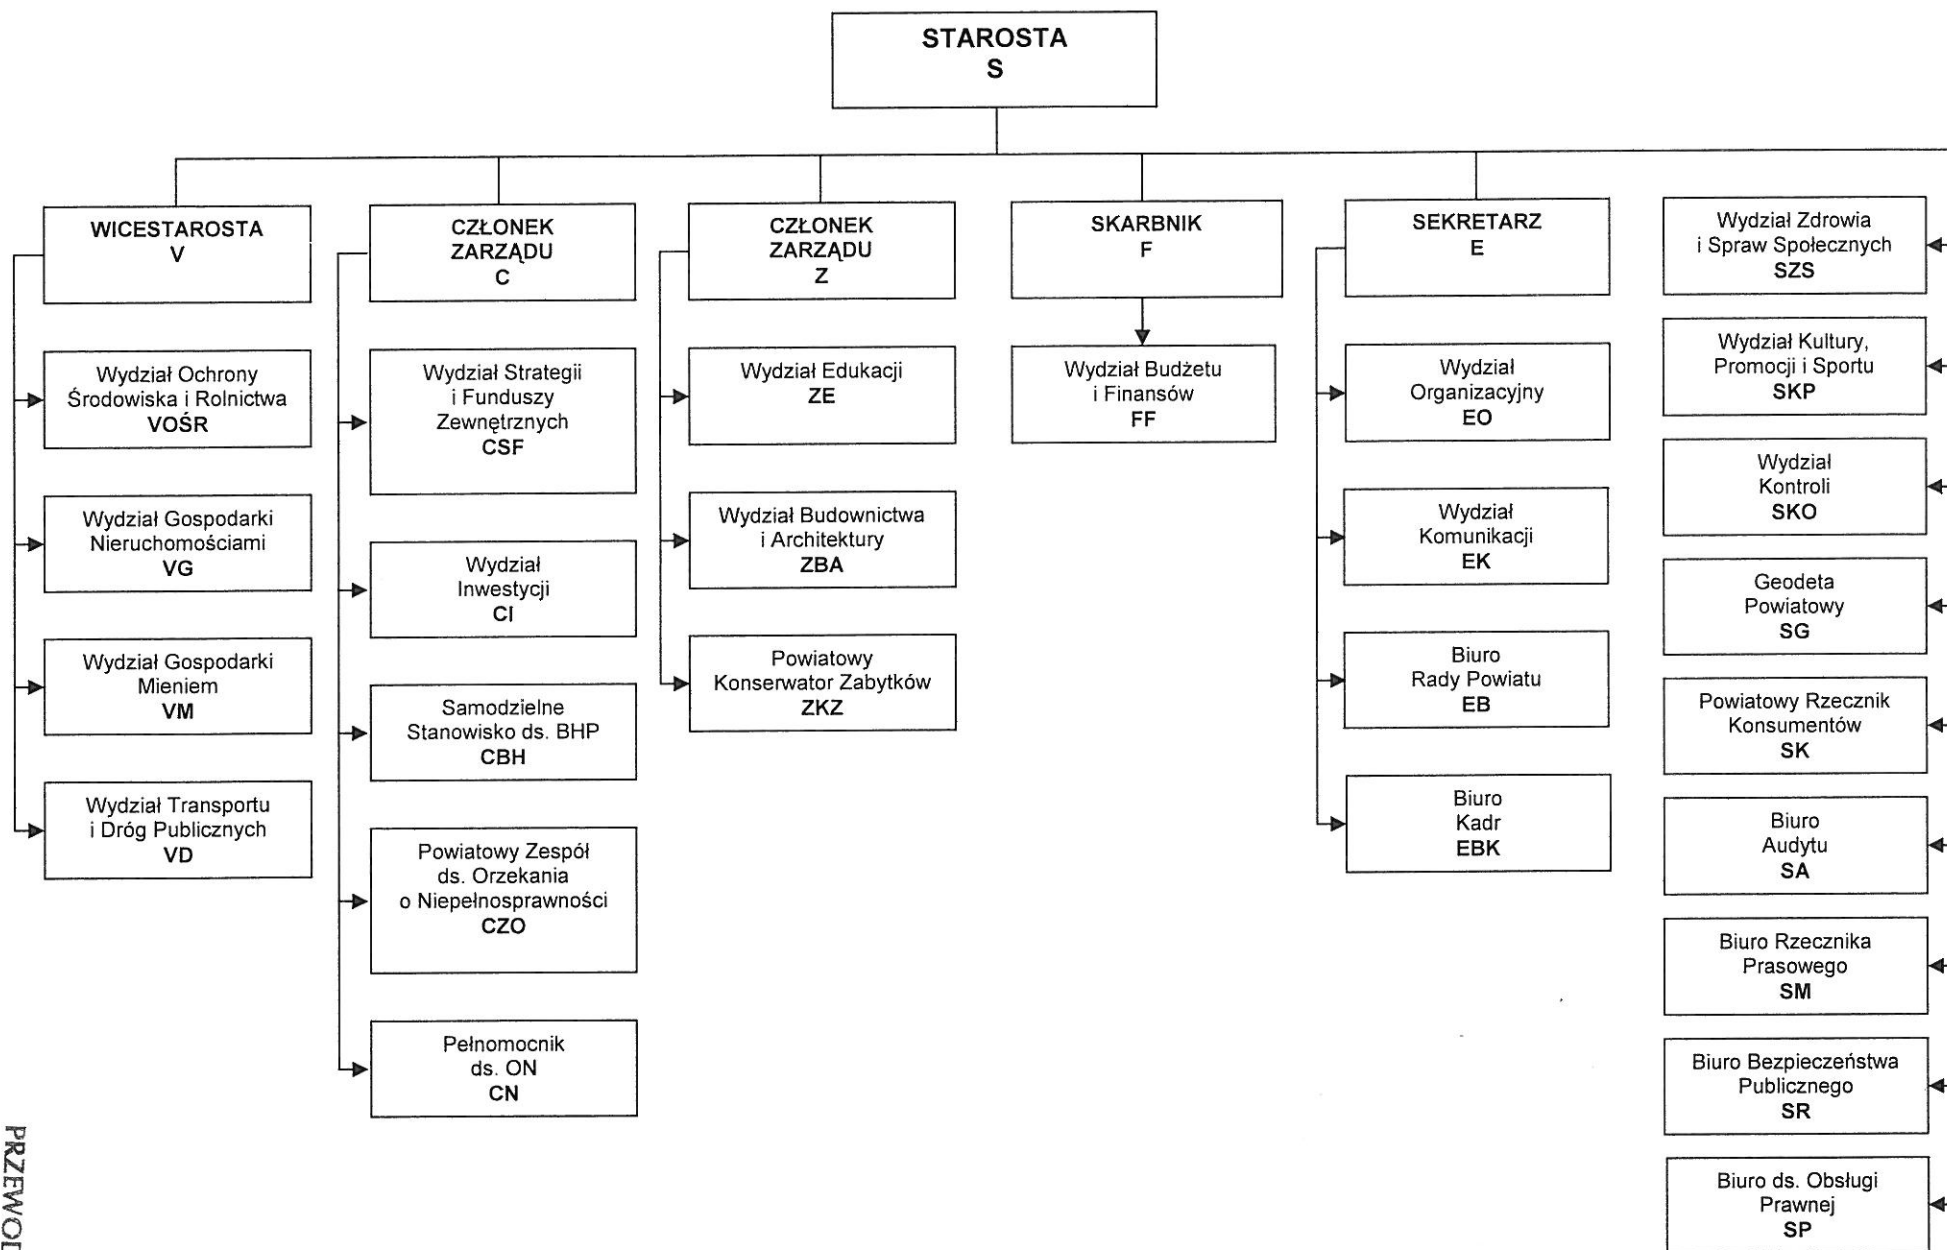 STAROSTA
S
WICESTAROSTA
V
Wydział Ochrony
Środowiska i Rolnictwa
VOŚR
Wydział Gospodarki
Nieruchomościami
VG
Wydział Gospodarki
Mieniem
VM
Wydział Transportu
i Dróg Publicznych
VD
CZŁONEK
ZARZĄDU
C
Wydział Strategii
i Funduszy
Zewnętrznych
CSF
Wydział
Inwestycji
CI
Samodzielne
Stanowisko ds. BHP
CBH
Powiatowy Zespół
ds. Orzekania
o Niepełnosprawności
CZO
Pełnomocnik
ds. ON
CN
CZŁONEK
ZARZĄDU
Z
Wydział Edukacji
ZE
Wydział Budownictwa
i Architektury
ZBA
Powiatowy
Konserwator Zabytków
ZKZ
SKARBNIK
F
Wydział Budżetu
i Finansów
FF
SEKRETARZ
E
Wydział
Organizacyjny
EO
Wydział
Komunikacji
EK
Biuro
Rady Powiatu
EB
Biuro
Kadr
EBK
Wydział Zdrowia
i Spraw Społecznych
SZS
Wydział Kultury,
Promocji i Sportu
SKP
Wydział
Kontroli
SKO
Geodeta
Powiatowy
SG
Powiatowy Rzecznik
Konsumentów
SK
Biuro
Audytu
SA
Biuro Rzecznika
Prasowego
SM
Biuro Bezpieczeństwa
Publicznego
SR
Biuro ds. Obsługi
Prawnej
SP